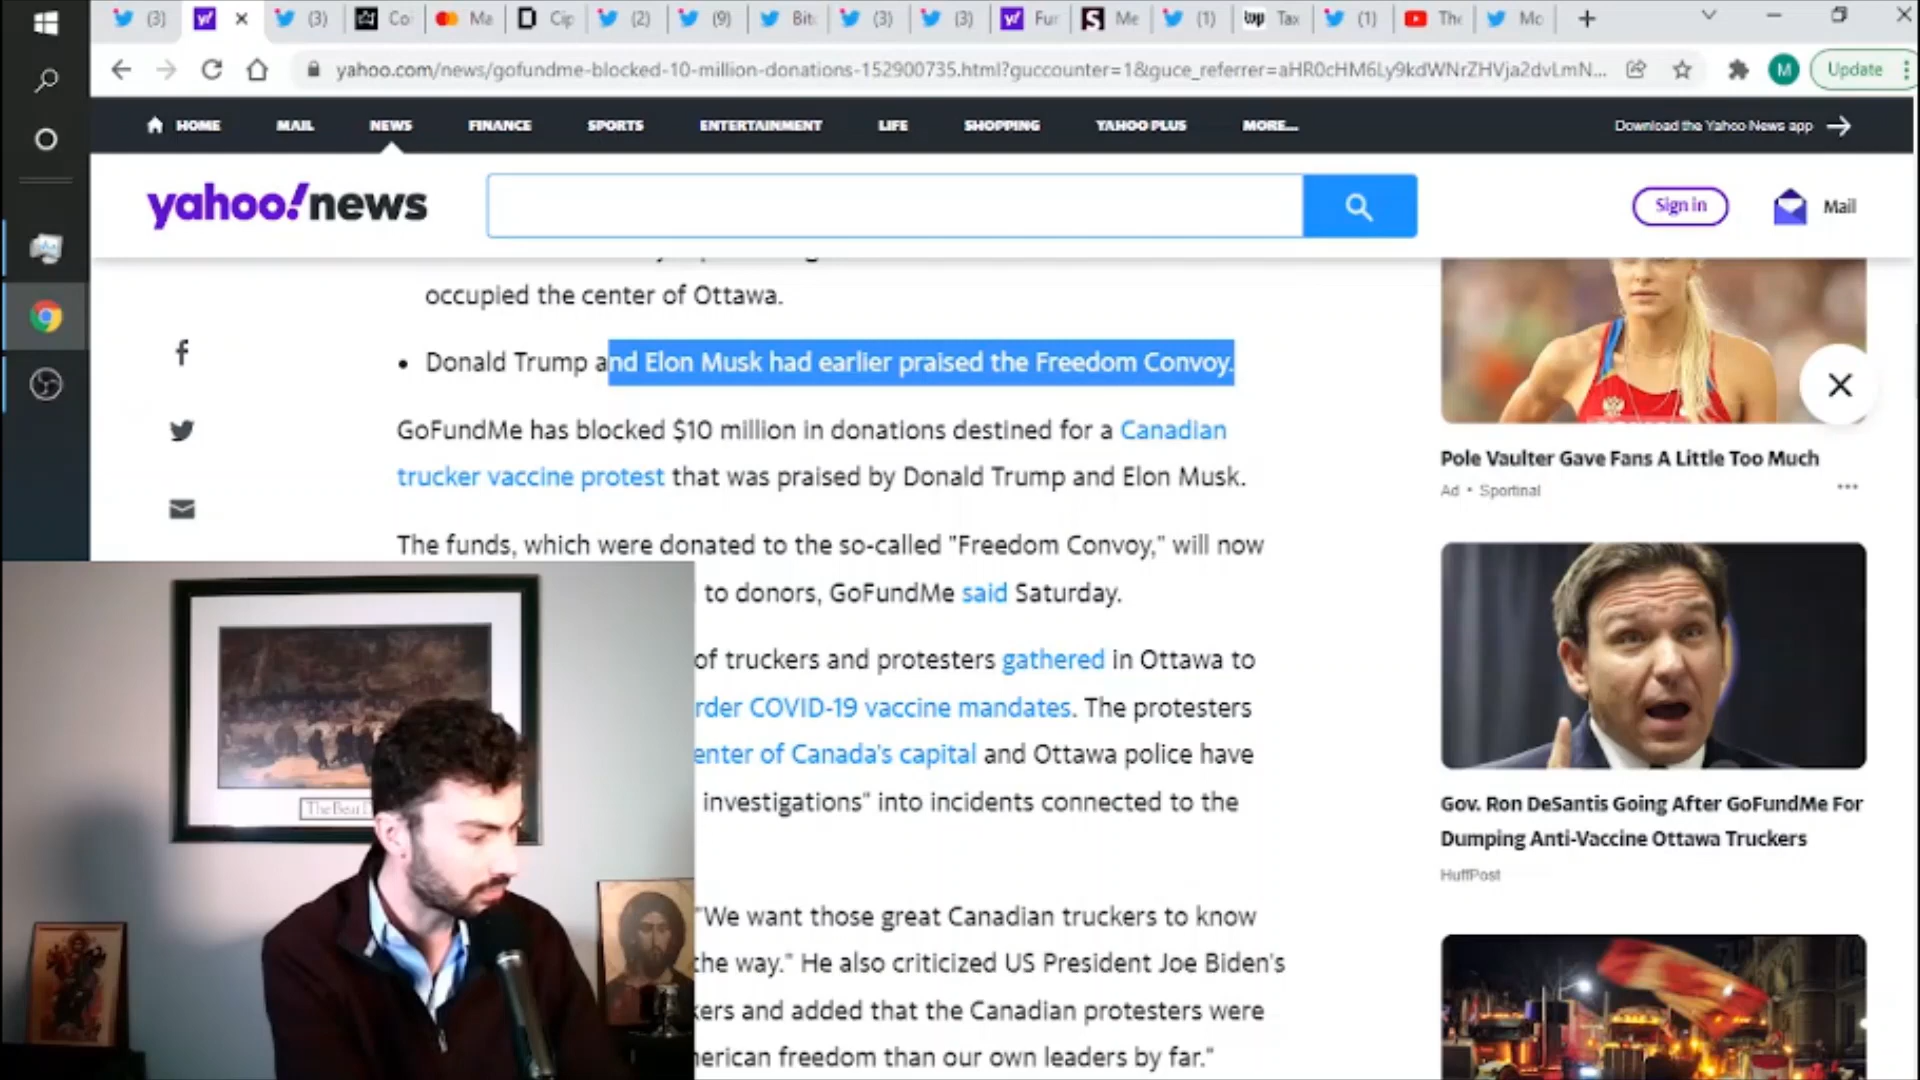 (3)
(3)
Co
Ma
Cip
(2)
(9)
Bit
(3)
(3)
Fur
Me
(1)
wp Tax
(1)
The
Mo
yahoo.com/news/gofundme-blocked-10-million-donations-152900735.html?guccounter=1&guce_referrer=aHR0cHM6Ly9kdWNrZHVja2dvLmN...
M
Update
HOME MAIL NEWS FINANCE SPORTS ENTERTAINMENT LIFE SHOPPING YAHOO PLUS MORE...
Download the Yahoo News app
yahoo!news
Sign in
Mail
occupied the center of Ottawa.
• Donald Trump and Elon Musk had earlier praised the Freedom Convoy.
GoFundMe has blocked $10 million in donations destined for a Canadian
trucker vaccine protest that was praised by Donald Trump and Elon Musk.
The funds, which were donated to the so-called "Freedom Convoy," will now
to donors, GoFundMe said Saturday.
of truckers and protesters gathered in Ottawa to
rder COVID-19 vaccine mandates. The protesters
enter of Canada's capital and Ottawa police have
investigations" into incidents connected to the
"We want those great Canadian truckers to know
the way." He also criticized US President Joe Biden's
kers and added that the Canadian protesters were
merican freedom than our own leaders by far."
Pole Vaulter Gave Fans A Little Too Much
Ad • Sportinal
Gov. Ron DeSantis Going After GoFundMe For
Dumping Anti-Vaccine Ottawa Truckers
HuffPost
The Beat